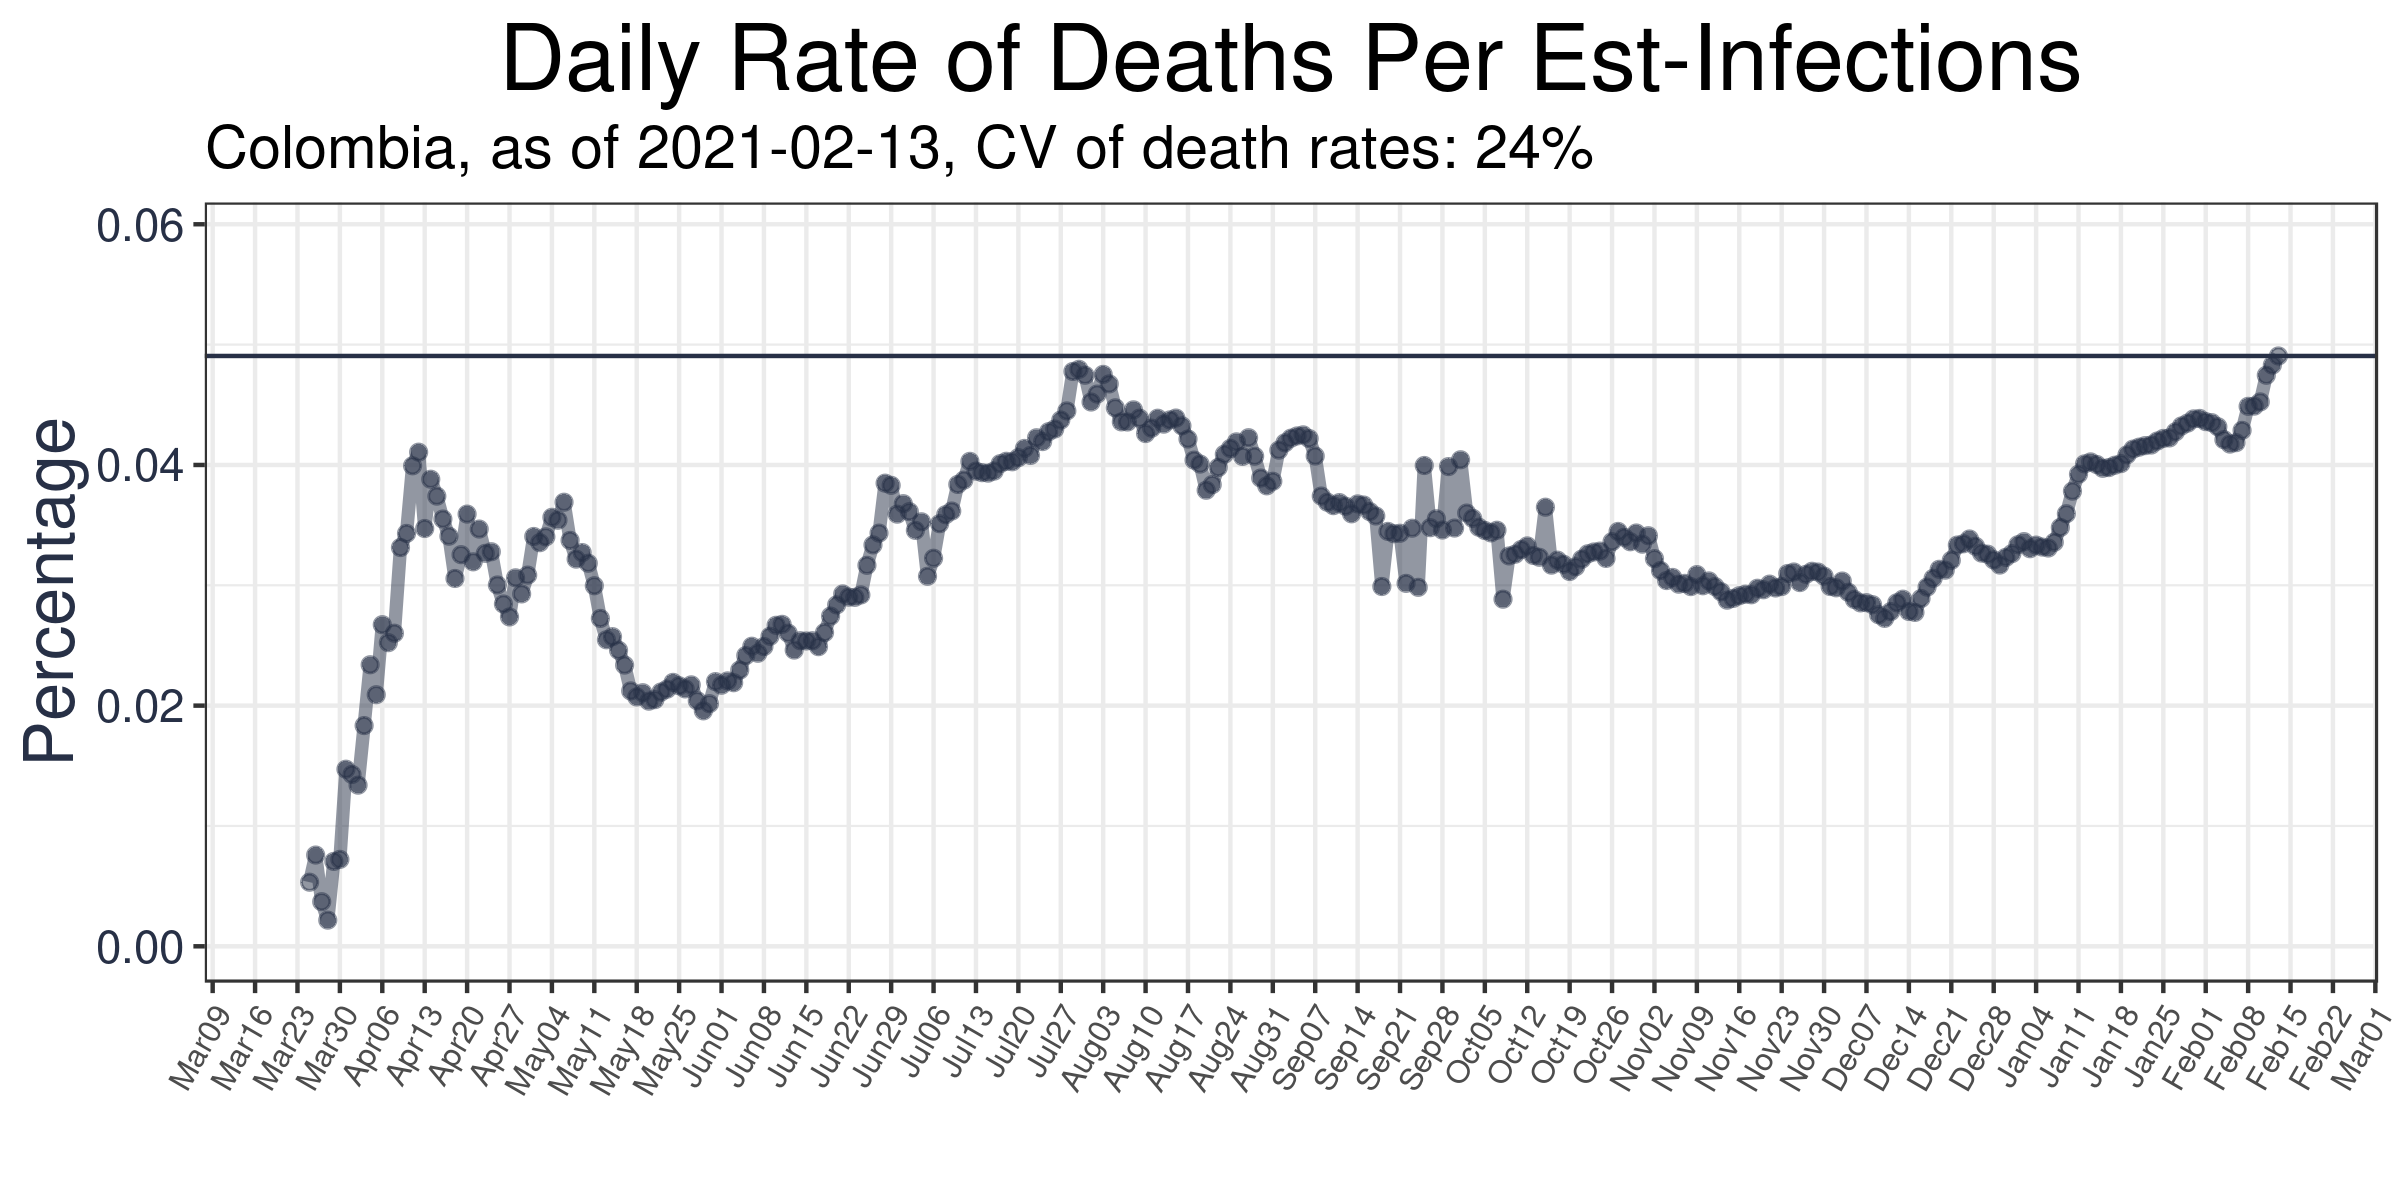 Daily Rate of Deaths Per Est-Infections
Colombia, as of 2021-02-13, CV of death rates: 24%
Percentage
0.06
0.04
0.02
0.00
Mar09
Mar16
Mar23
Mar30
Apr06
Apr13
Apr20
Apr27
May04
May11
May18
May25
Jun01
Jun08
Jun15
Jun22
Jun29
Jul06
Jul13
Jul20
Jul27
Aug03
Aug10
Aug17
Aug24
Aug31
Sep07
Sep14
Sep21
Sep28
Oct05
Oct12
Oct19
Oct26
Nov02
Nov09
Nov16
Nov23
Nov30
Dec07
Dec14
Dec21
Dec28
Jan04
Jan11
Jan18
Jan25
Feb01
Feb08
Feb15
Feb22
Mar01